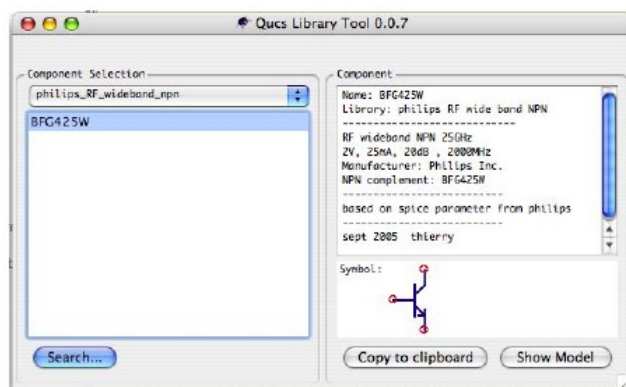 Qucs Library Tool 0.0.7
Component Selection
philips_RF_wideband_npn
BFG425W
Search...
Component
Name: BFG425W
Library: philips RF wide band NPN
----------------------------
RF wideband NPN 25GHz
2V, 25mA, 20dB , 2000MHz
Manufacturer: Philips Inc.
NPN complement: BFG425W
----------------------------
based on spice parameter from philips
----------------------------
sept 2005 thierry
Symbol:
Copy to clipboard
Show Model